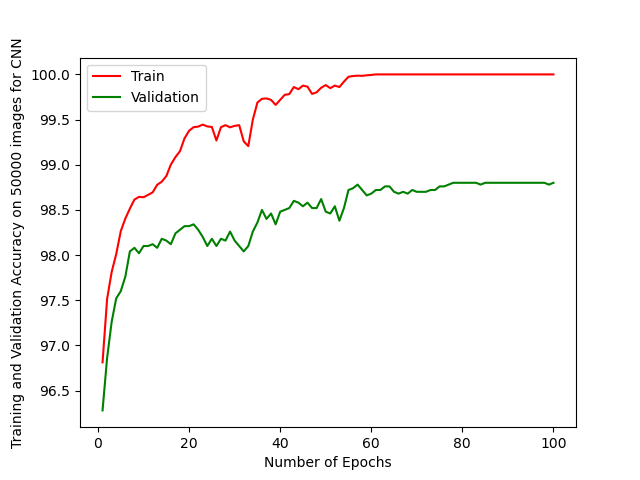 Training and Validation Accuracy on 50000 images for CNN
100.0
99.5
99.0
98.5
98.0
97.5
97.0
96.5
Train
Validation
0 20 40 60 80 100
Number of Epochs